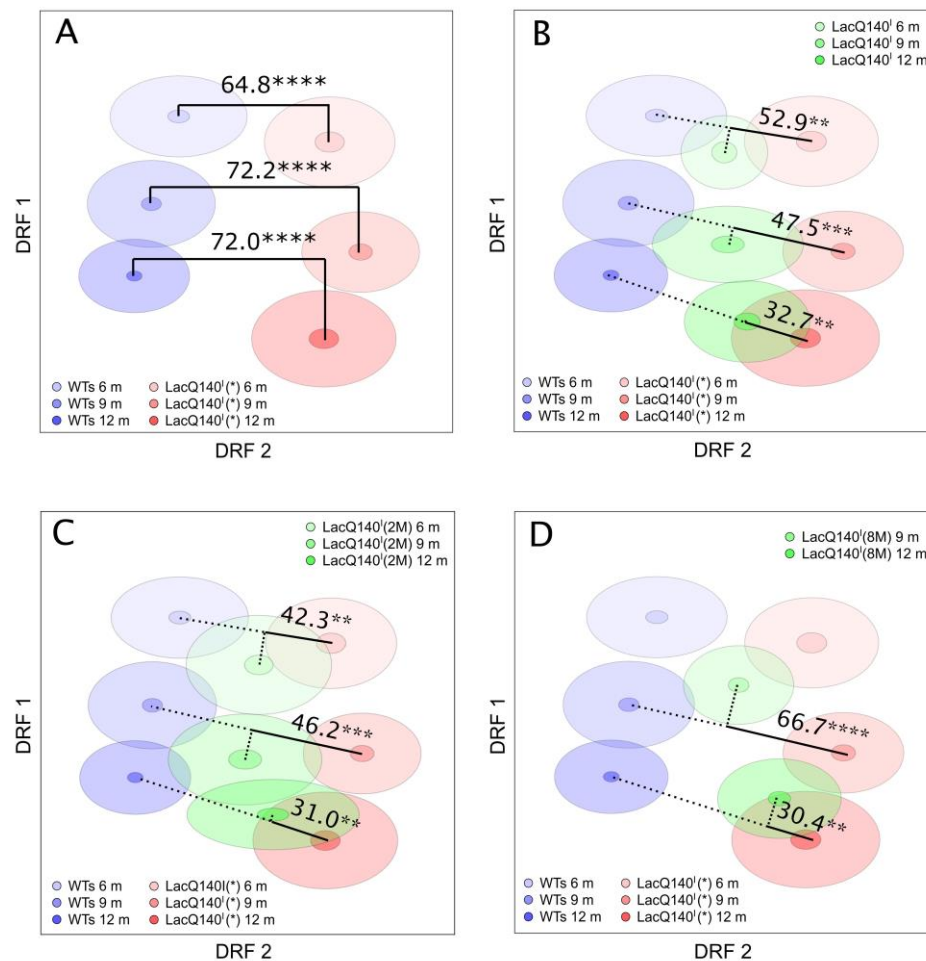 A
64.8****
72.2****
72.0****
DRF 1
WTs 6 m LacQ140ᴵ(*) 6 m
WTs 9 m LacQ140ᴵ(*) 9 m
WTs 12 m LacQ140ᴵ(*) 12 m
DRF 2
B
LacQ140ᴵ 6 m
LacQ140ᴵ 9 m
LacQ140ᴵ 12 m
52.9**
47.5***
32.7**
DRF 1
WTs 6 m LacQ140ᴵ(*) 6 m
WTs 9 m LacQ140ᴵ(*) 9 m
WTs 12 m LacQ140ᴵ(*) 12 m
DRF 2
C
LacQ140ᴵ(2M) 6 m
LacQ140ᴵ(2M) 9 m
LacQ140ᴵ(2M) 12 m
42.3**
46.2***
31.0**
DRF 1
WTs 6 m LacQ140I(*) 6 m
WTs 9 m LacQ140ᴵ(*) 9 m
WTs 12 m LacQ140ᴵ(*) 12 m
DRF 2
D
LacQ140ᴵ(8M) 9 m
LacQ140ᴵ(8M) 12 m
66.7****
30.4**
DRF 1
WTs 6 m LacQ140ᴵ(*) 6 m
WTs 9 m LacQ140ᴵ(*) 9 m
WTs 12 m LacQ140ᴵ(*) 12 m
DRF 2